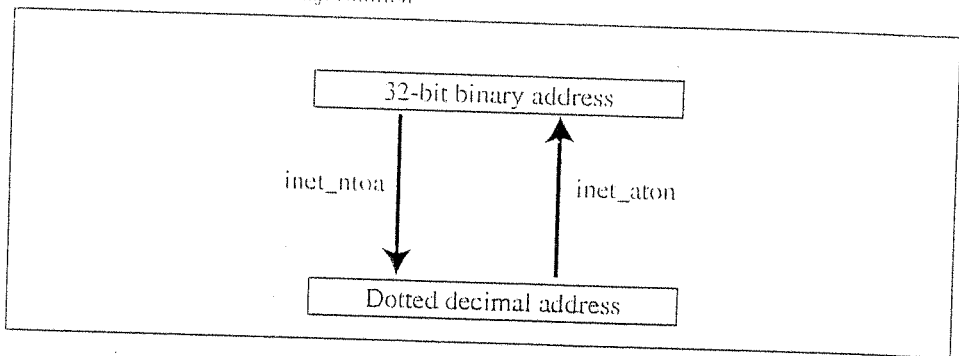 32-bit binary address
inet_ntoa
inet_aton
Dotted decimal address